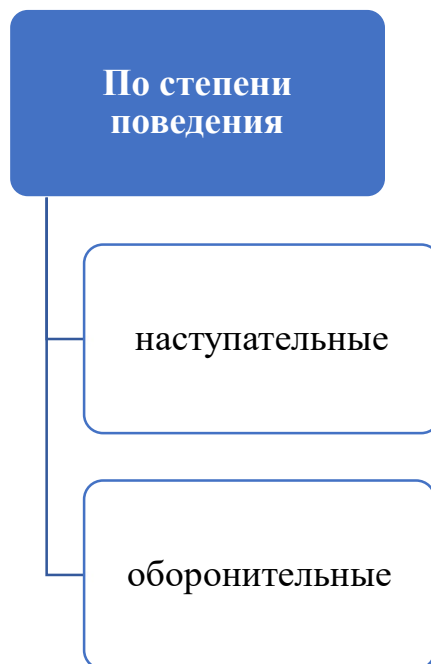 По степени
поведения
наступательные
оборонительные